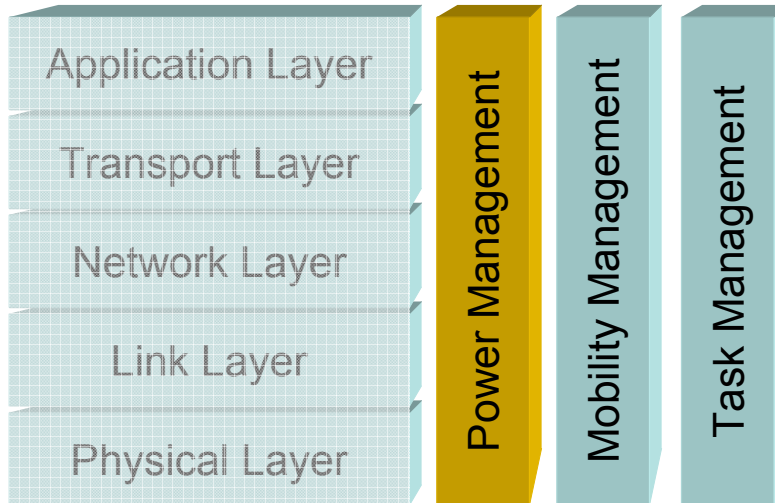 Application Layer
Transport Layer
Network Layer
Link Layer
Physical Layer
Power Management
Mobility Management
Task Management